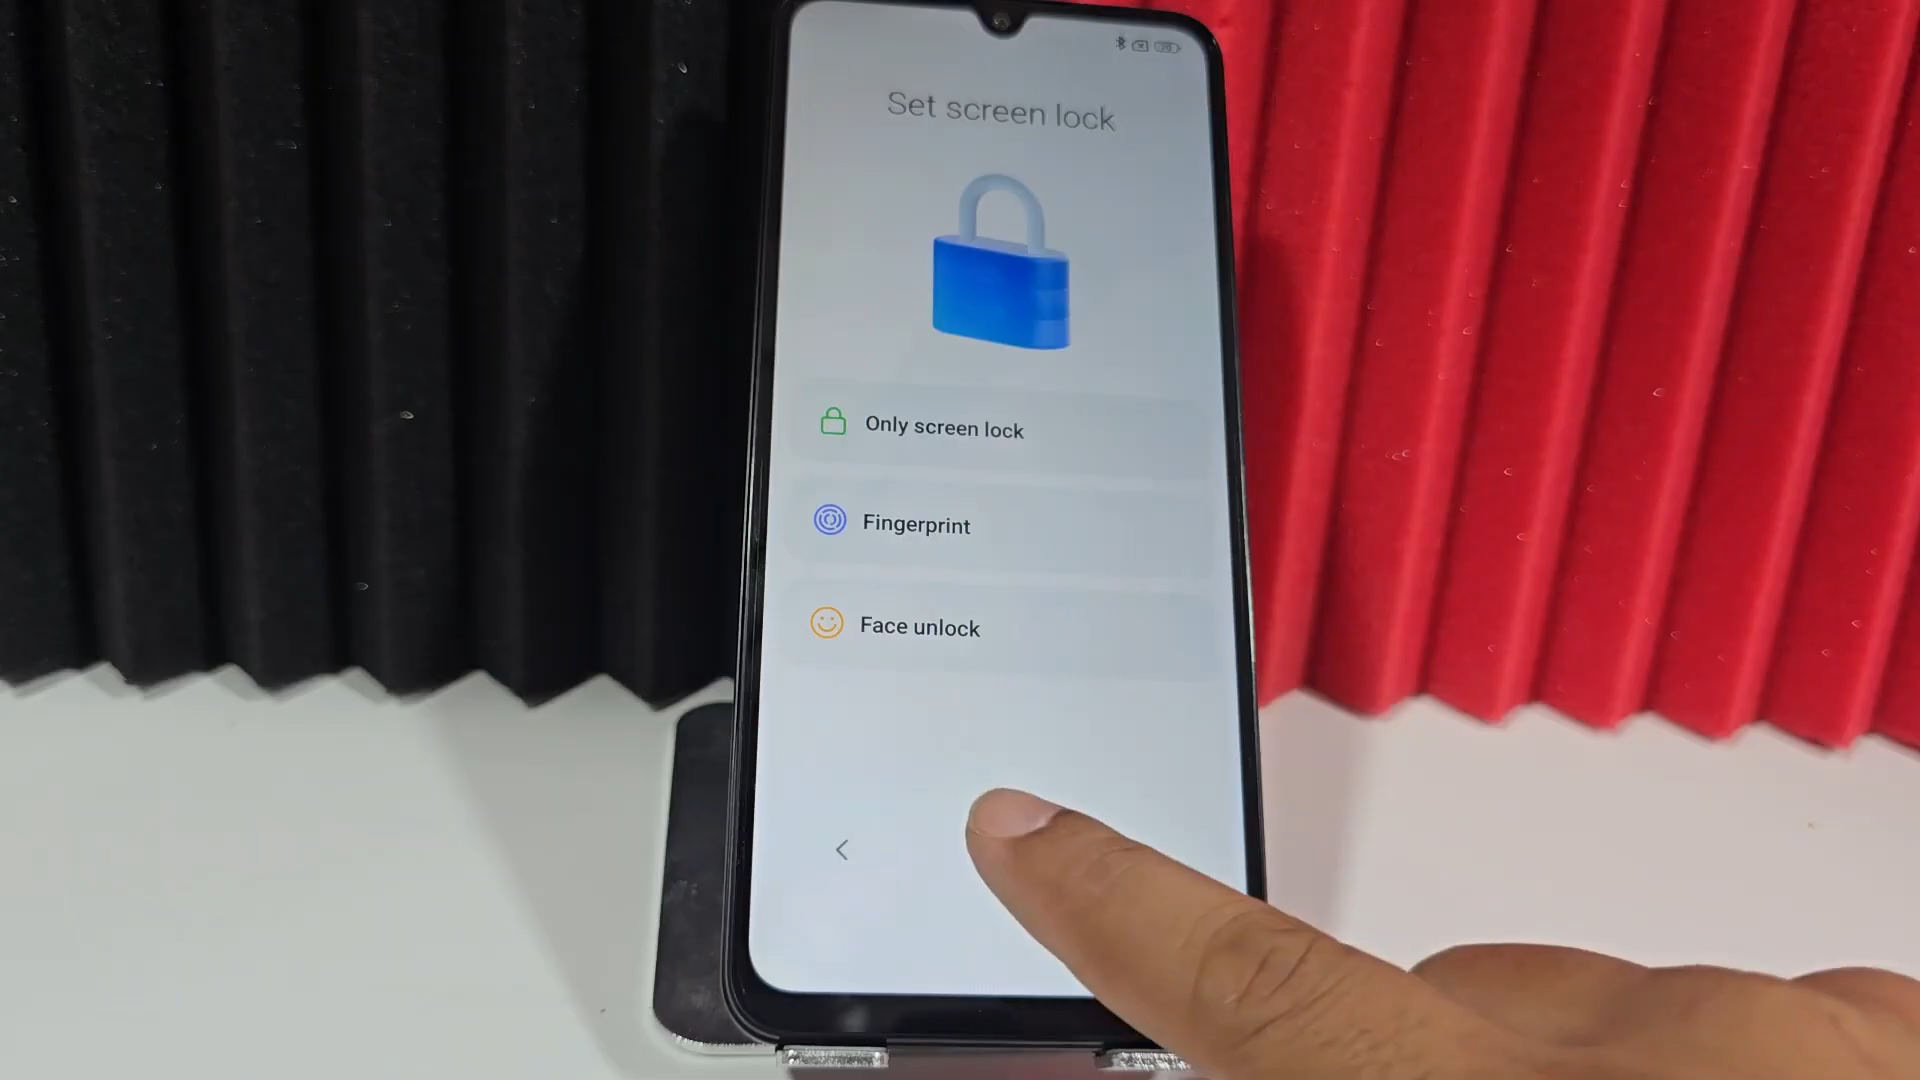 Set screen lock
Only screen lock
Fingerprint
Face unlock